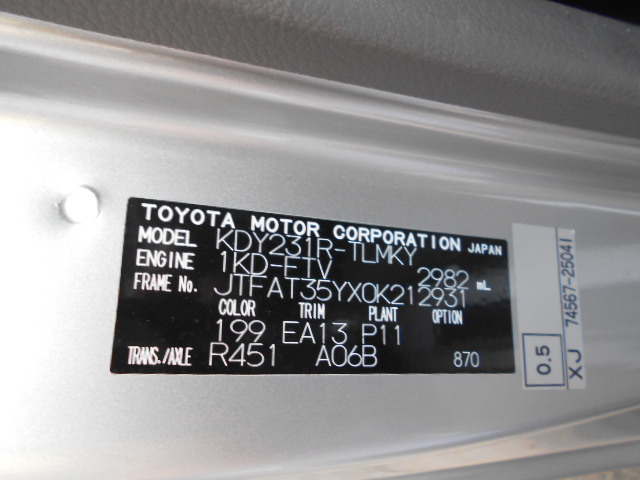 TOYOTA MOTOR CORPORATION JAPAN
MODEL KDY231R-TLMKY
ENGINE 1KD-FTV 2982 mL
FRAME No. JTFAT35YX0K212931
COLOR TRIM PLANT OPTION
199 EA13 P11
TRANS./AXLE R451 A06B 870
0.5
XJ 74567-25041